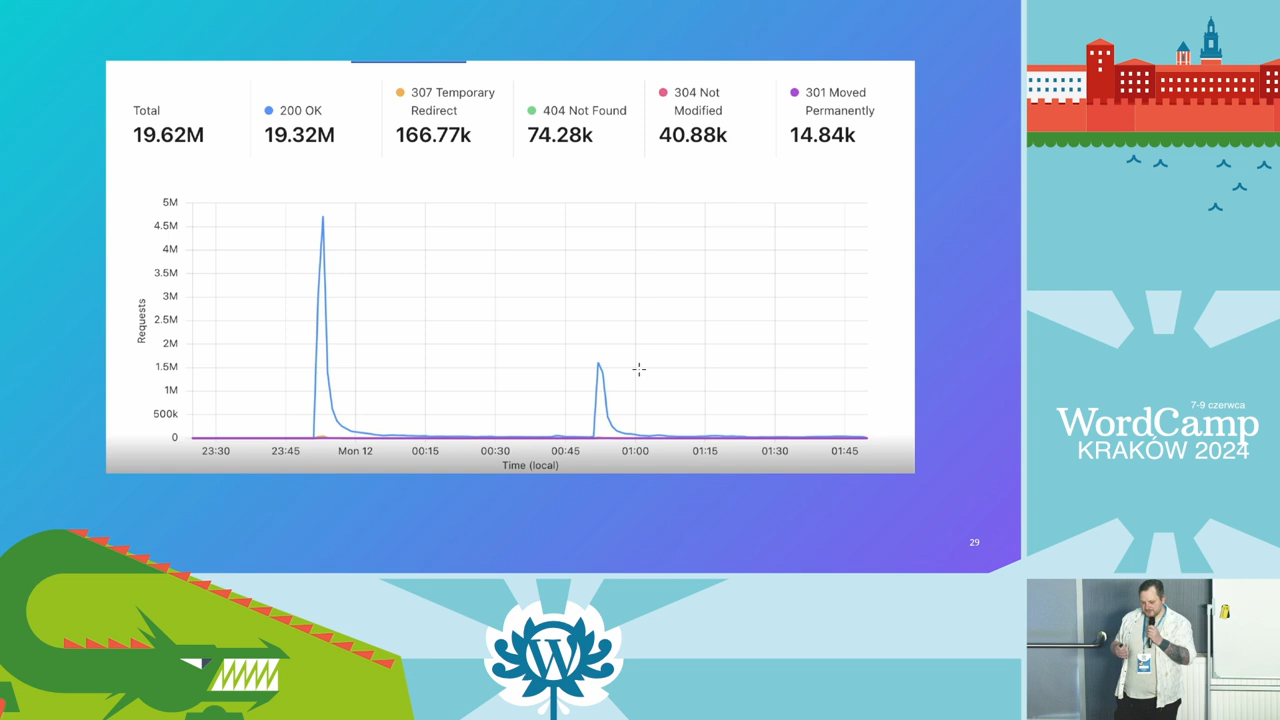 Total
19.62M
200 OK
19.32M
307 Temporary
Redirect
166.77k
404 Not Found
74.28k
304 Not
Modified
40.88k
301 Moved
Permanently
14.84k
5M
4.5M
4M
3.5M
3M
2.5M
2M
1.5M
1M
500k
0
Requests
23:30
23:45
Mon 12
00:15
00:30
00:45
01:00
01:15
01:30
01:45
Time (local)
29
7-9 czerwca
WordCamp
KRAKÓW 2024
W